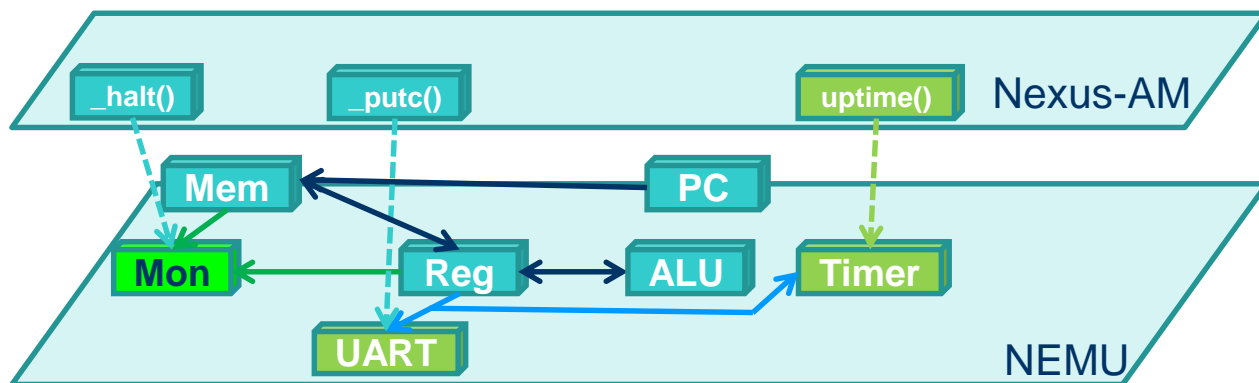 _halt()
_putc()
uptime()
Nexus-AM
Mem
PC
Mon
Reg
ALU
Timer
UART
NEMU